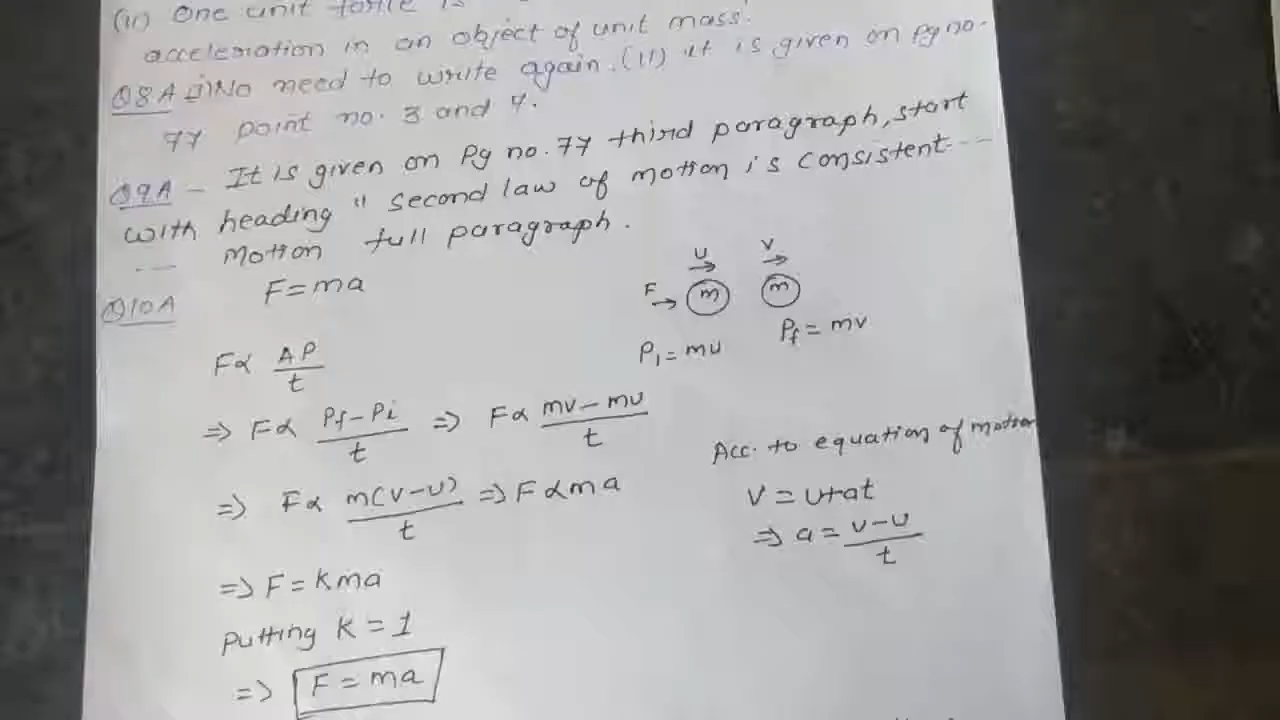 (ii) One unit force is
acceleration in an object of unit mass.
Q8A (i) No need to write again. (ii) it is given on pg no.
77 point no. 3 and 4.
Q9A - It is given on Pg no. 77 third paragraph, start
with heading " second law of motion is consistent ---
--- Motion full paragraph.
Q10A F = ma
F→ (m) U→ (m) V→
P₁ = mu Pf = mv
F∝ ΔP/t
⇒ F∝ Pf - Pi/t ⇒ F∝ mv - mu/t
Acc. to equation of motion
⇒ F∝ m(v-u)/t ⇒ F∝ma
V = u+at
⇒ a = v-u/t
⇒ F = Kma
Putting K = 1
⇒ F = ma